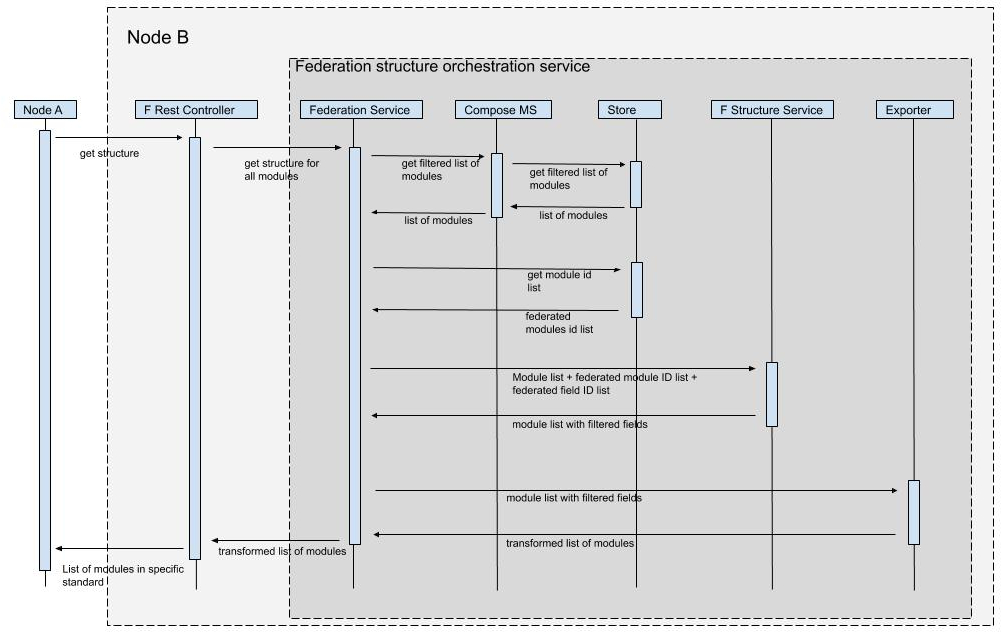 Node B
Federation structure orchestration service
Node A
F Rest Controller
Federation Service
Compose MS
Store
F Structure Service
Exporter
get structure
get structure for
all modules
get filtered list of
modules
get filtered list of
modules
list of modules
list of modules
get module id
list
federated
modules id list
Module list + federated module ID list +
federated field ID list
module list with filtered fields
module list with filtered fields
transformed list of modules
transformed list of modules
List of modules in specific
standard